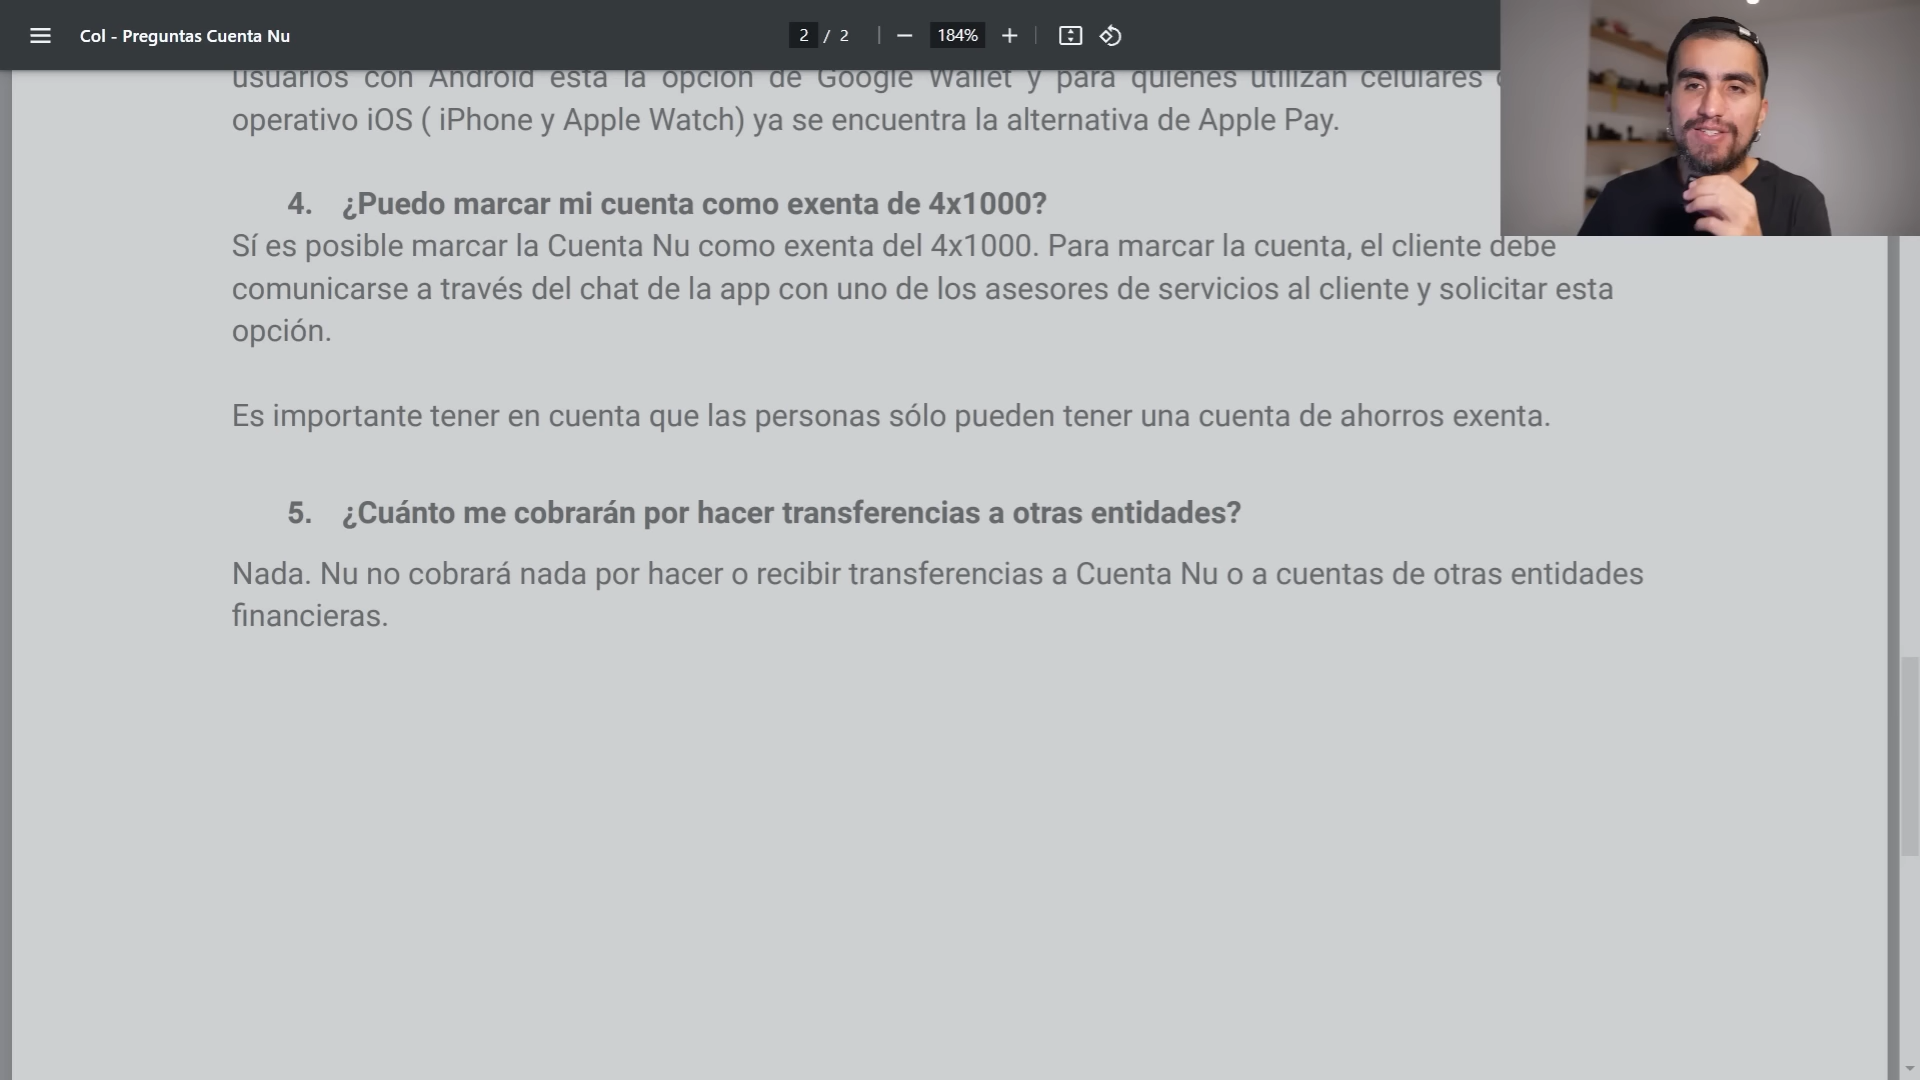 Col - Preguntas Cuenta Nu
2 / 2
184%
usuarios con Android está la opción de Google Wallet y para quienes utilizan celulares
operativo iOS ( iPhone y Apple Watch) ya se encuentra la alternativa de Apple Pay.
4. ¿Puedo marcar mi cuenta como exenta de 4x1000?
Sí es posible marcar la Cuenta Nu como exenta del 4x1000. Para marcar la cuenta, el cliente debe
comunicarse a través del chat de la app con uno de los asesores de servicios al cliente y solicitar esta
opción.
Es importante tener en cuenta que las personas sólo pueden tener una cuenta de ahorros exenta.
5. ¿Cuánto me cobrarán por hacer transferencias a otras entidades?
Nada. Nu no cobrará nada por hacer o recibir transferencias a Cuenta Nu o a cuentas de otras entidades
financieras.